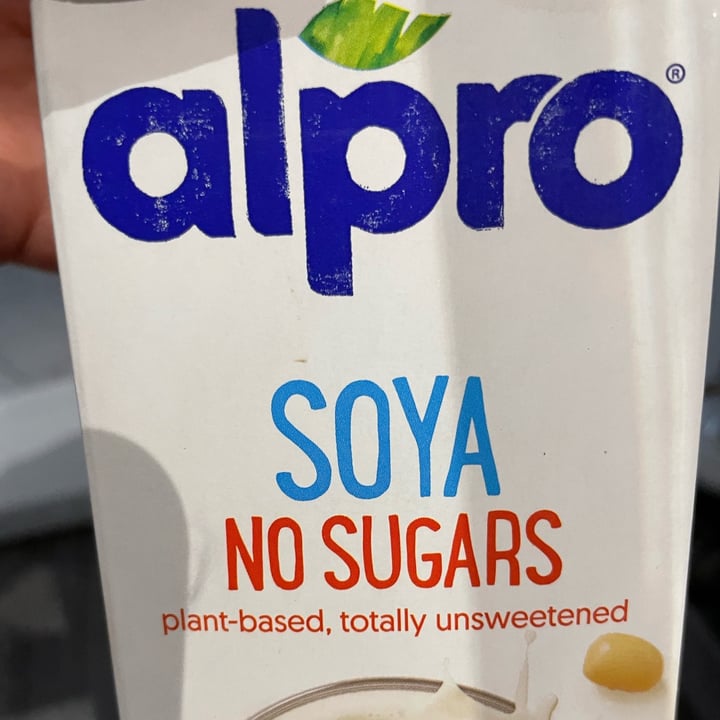 alpro®
SOYA
NO SUGARS
plant-based, totally unsweetened